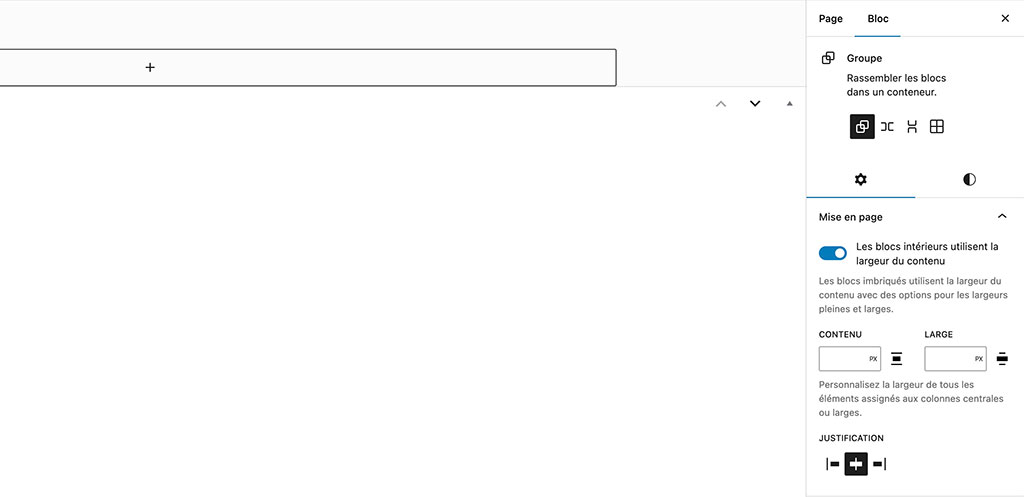 Page Bloc
Groupe
Rassembler les blocs
dans un conteneur.
Mise en page
Les blocs intérieurs utilisent la
largeur du contenu
Les blocs imbriqués utilisent la largeur du
contenu avec des options pour les largeurs
pleines et larges.
CONTENU LARGE
PX PX
Personnalisez la largeur de tous les
éléments assignés aux colonnes centrales
ou larges.
JUSTIFICATION